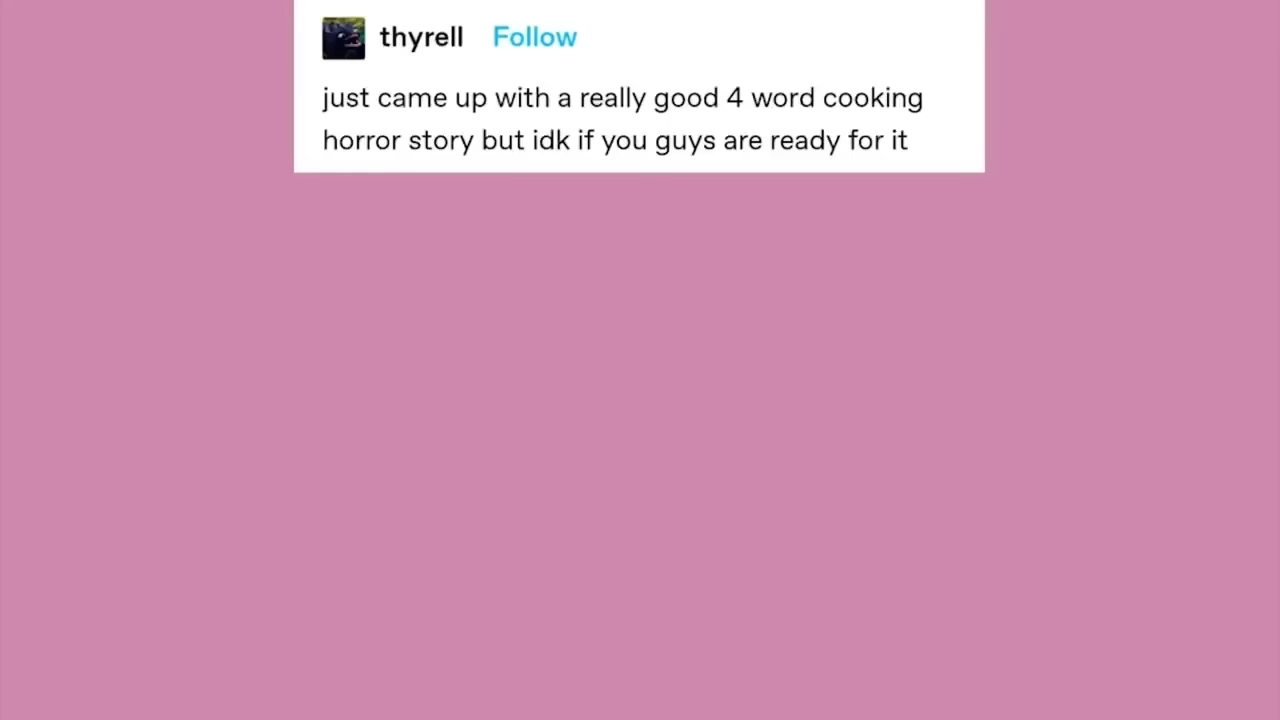 thyrell Follow
just came up with a really good 4 word cooking
horror story but idk if you guys are ready for it